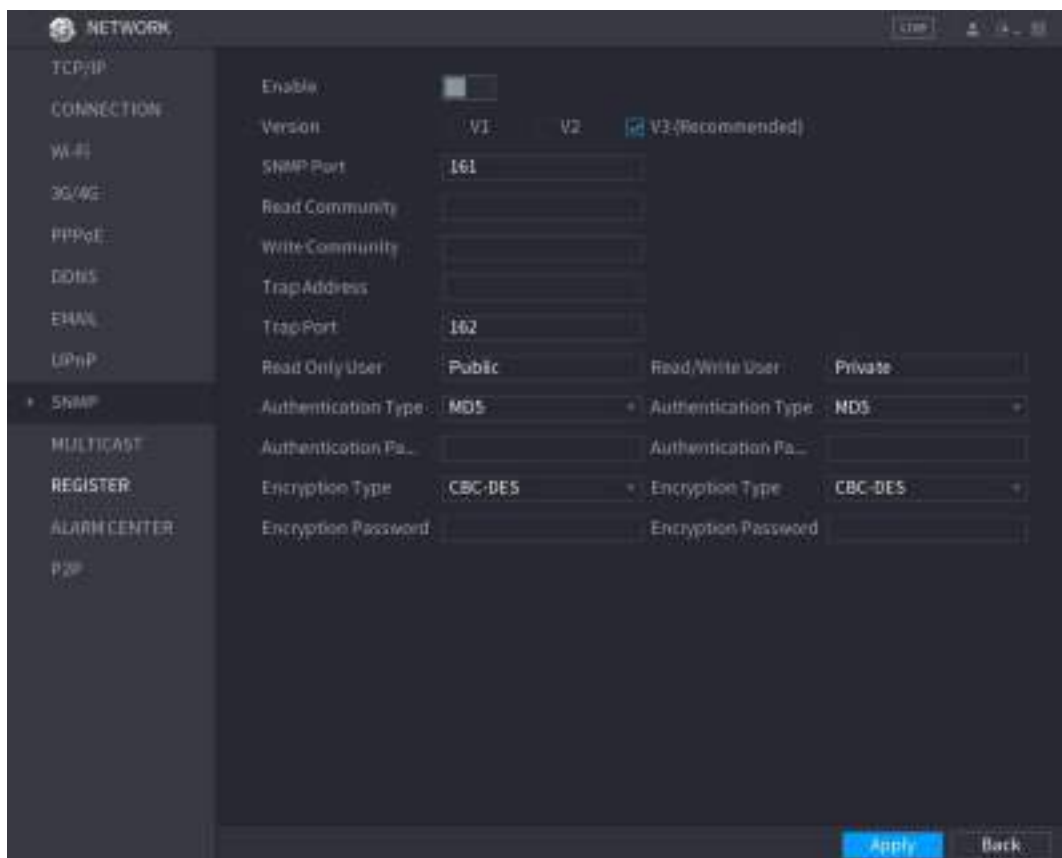 NETWORK
LIVE
TCP/IP
CONNECTION
Wi-Fi
3G/4G
PPPoE
DDNS
EMAIL
UPnP
SNMP
MULTICAST
REGISTER
ALARM CENTER
P2P
Enable
Version V1 V2 V3 (Recommended)
SNMP Port 161
Read Community
Write Community
Trap Address
Trap Port 162
Read Only User Public Read/Write User Private
Authentication Type MD5 Authentication Type MD5
Authentication Pa... Authentication Pa...
Encryption Type CBC-DES Encryption Type CBC-DES
Encryption Password Encryption Password
Apply Back